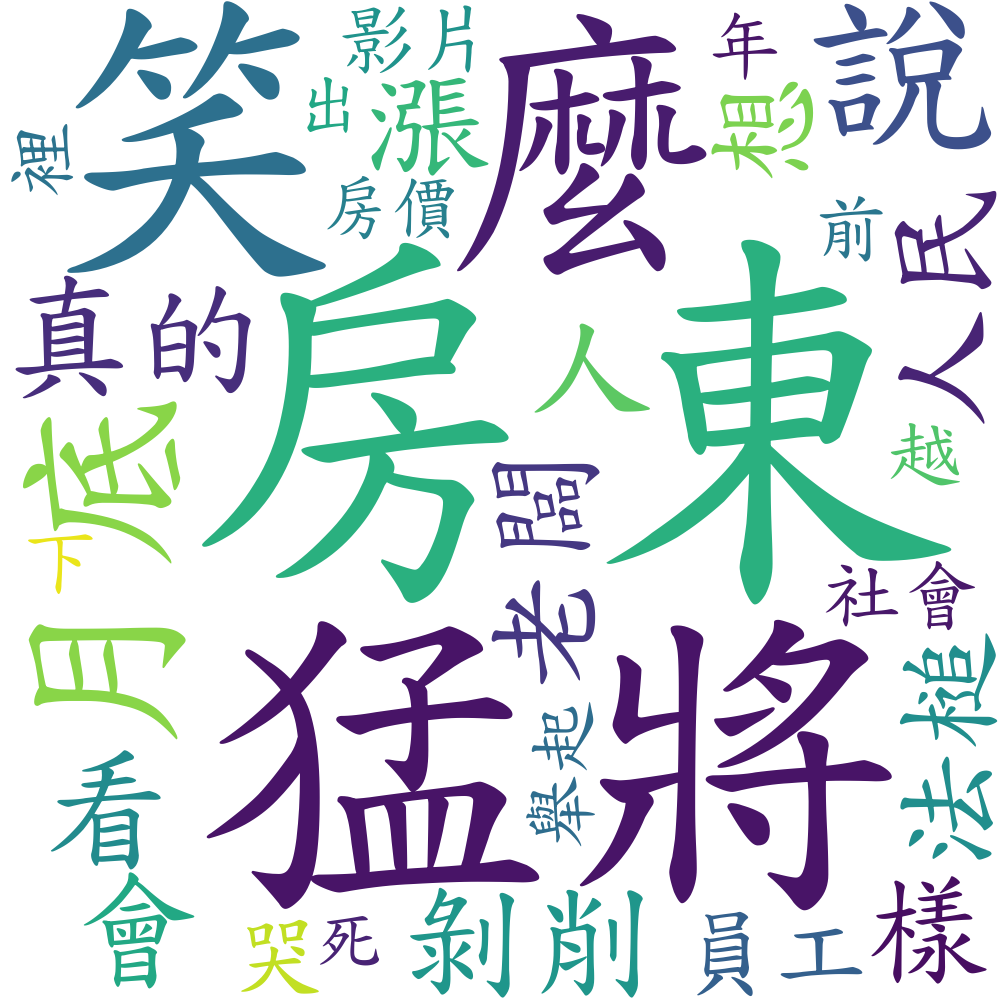 影片
年
笑
麼
說
出
漲
想
裡
房價
前
人民
真的
房東
人
底
越
老闆
下
社會
月
猛將
法槌
舉起
看
會
樣
剝削
員工
哭
死